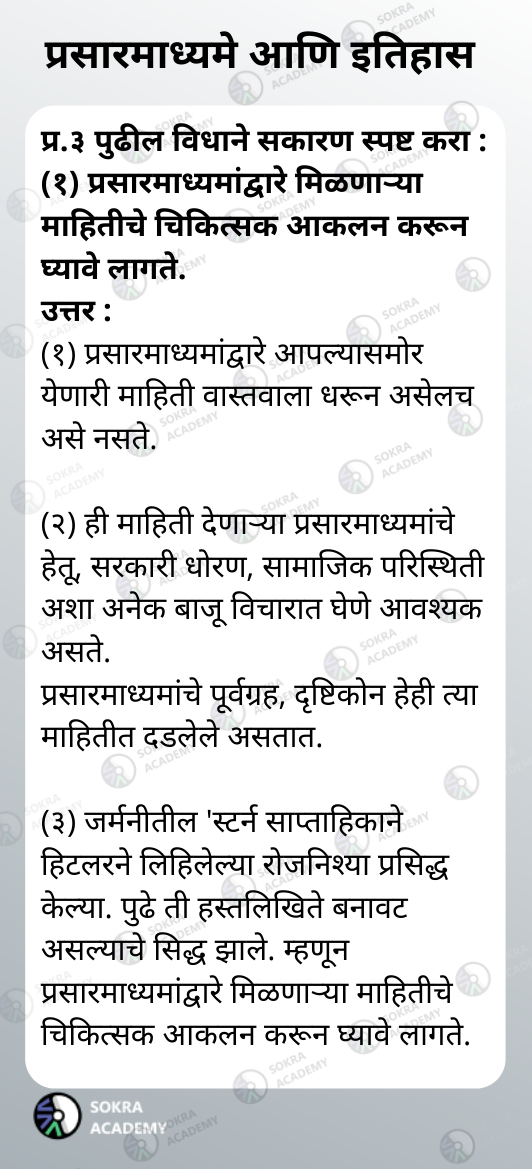 प्रसारमाध्यमे आणि इतिहास
प्र.३ पुढील विधाने सकारण स्पष्ट करा :
(१) प्रसारमाध्यमांद्वारे मिळणाऱ्या
माहितीचे चिकित्सक आकलन करून
घ्यावे लागते.
उत्तर :
(१) प्रसारमाध्यमांद्वारे आपल्यासमोर
येणारी माहिती वास्तवाला धरून असेलच
असे नसते.
(२) ही माहिती देणाऱ्या प्रसारमाध्यमांचे
हेतू, सरकारी धोरण, सामाजिक परिस्थिती
अशा अनेक बाजू विचारात घेणे आवश्यक
असते.
प्रसारमाध्यमांचे पूर्वग्रह, दृष्टिकोन हेही त्या
माहितीत दडलेले असतात.
(३) जर्मनीतील 'स्टर्न साप्ताहिकाने
हिटलरने लिहिलेल्या रोजनिश्या प्रसिद्ध
केल्या. पुढे ती हस्तलिखिते बनावट
असल्याचे सिद्ध झाले. म्हणून
प्रसारमाध्यमांद्वारे मिळणाऱ्या माहितीचे
चिकित्सक आकलन करून घ्यावे लागते.
SOKRA
ACADEMY